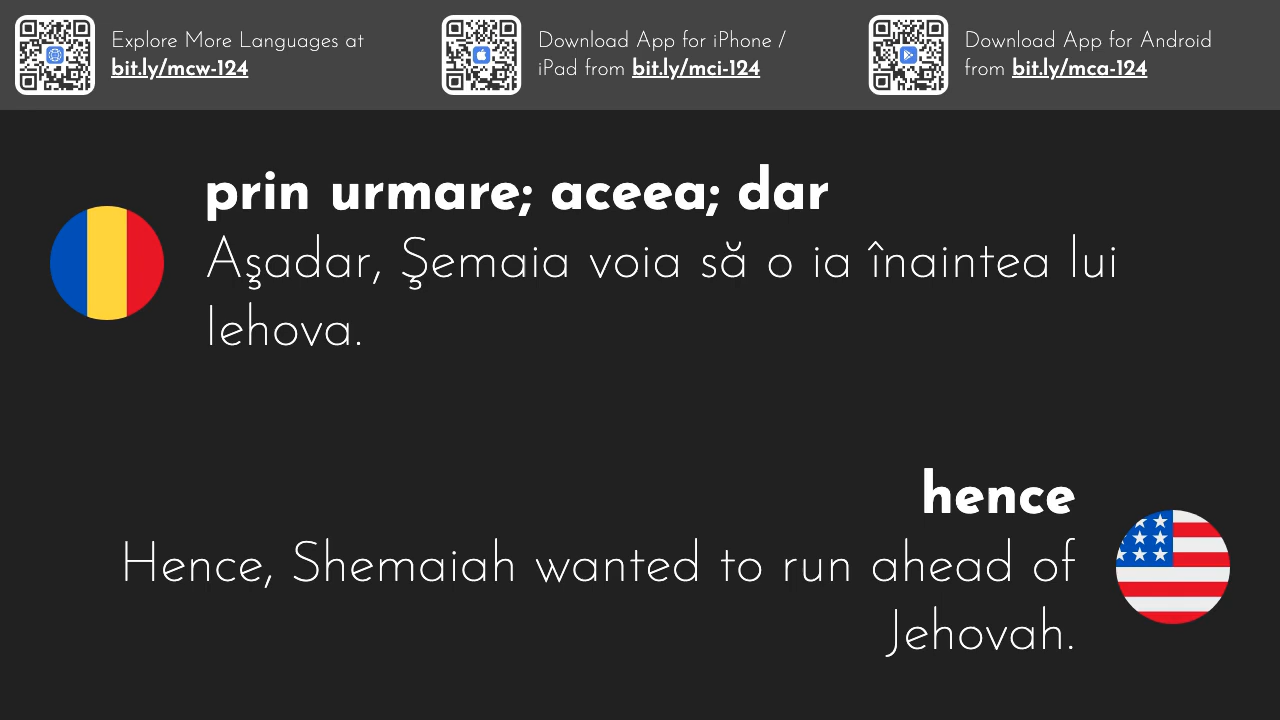 Explore More Languages at
bit.ly/mcw-124
Download App for iPhone /
iPad from bit.ly/mci-124
Download App for Android
from bit.ly/mca-124
prin urmare; aceea; dar
Aşadar, Şemaia voia să o ia înaintea lui
Iehova.
hence
Hence, Shemaiah wanted to run ahead of
Jehovah.